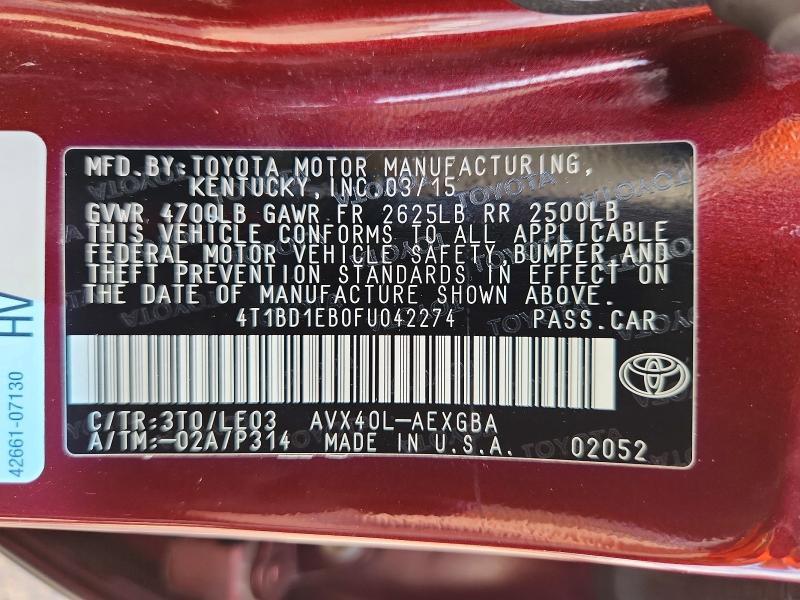 MFD. BY: TOYOTA MOTOR MANUFACTURING,
KENTUCKY, INC. 03/15
GVWR 4700LB GAWR FR 2625LB RR 2500LB
THIS VEHICLE CONFORMS TO ALL APPLICABLE
FEDERAL MOTOR VEHICLE SAFETY, BUMPER, AND
THEFT PREVENTION STANDARDS IN EFFECT ON
THE DATE OF MANUFACTURE SHOWN ABOVE.
4T1BD1EB0FU042274 PASS.CAR
C/TR:3T0/LE03 AVX40L-AEXGBA
A/TM:-02A7P314 MADE IN U.S.A. 02052
HV
42661-07130